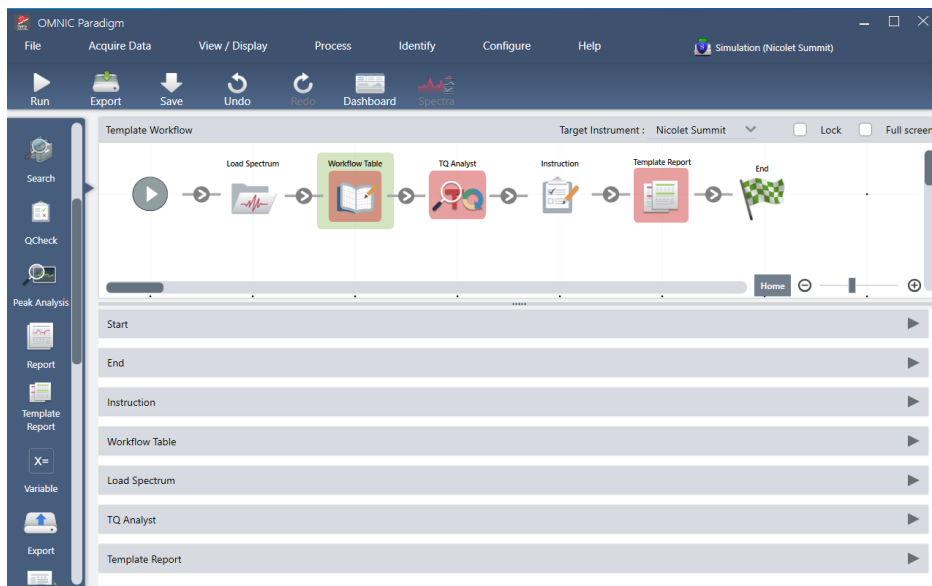 OMNIC Paradigm
File Acquire Data View / Display Process Identify Configure Help Simulation (Nicolet Summit)
Run Export Save Undo Redo Dashboard Spectra
Template Workflow Target Instrument : Nicolet Summit Lock Full screen
Load Spectrum Workflow Table TQ Analyst Instruction Template Report End
Home
Search
QCheck
Peak Analysis
Report
Template
Report
X=
Variable
Export
Start
End
Instruction
Workflow Table
Load Spectrum
TQ Analyst
Template Report